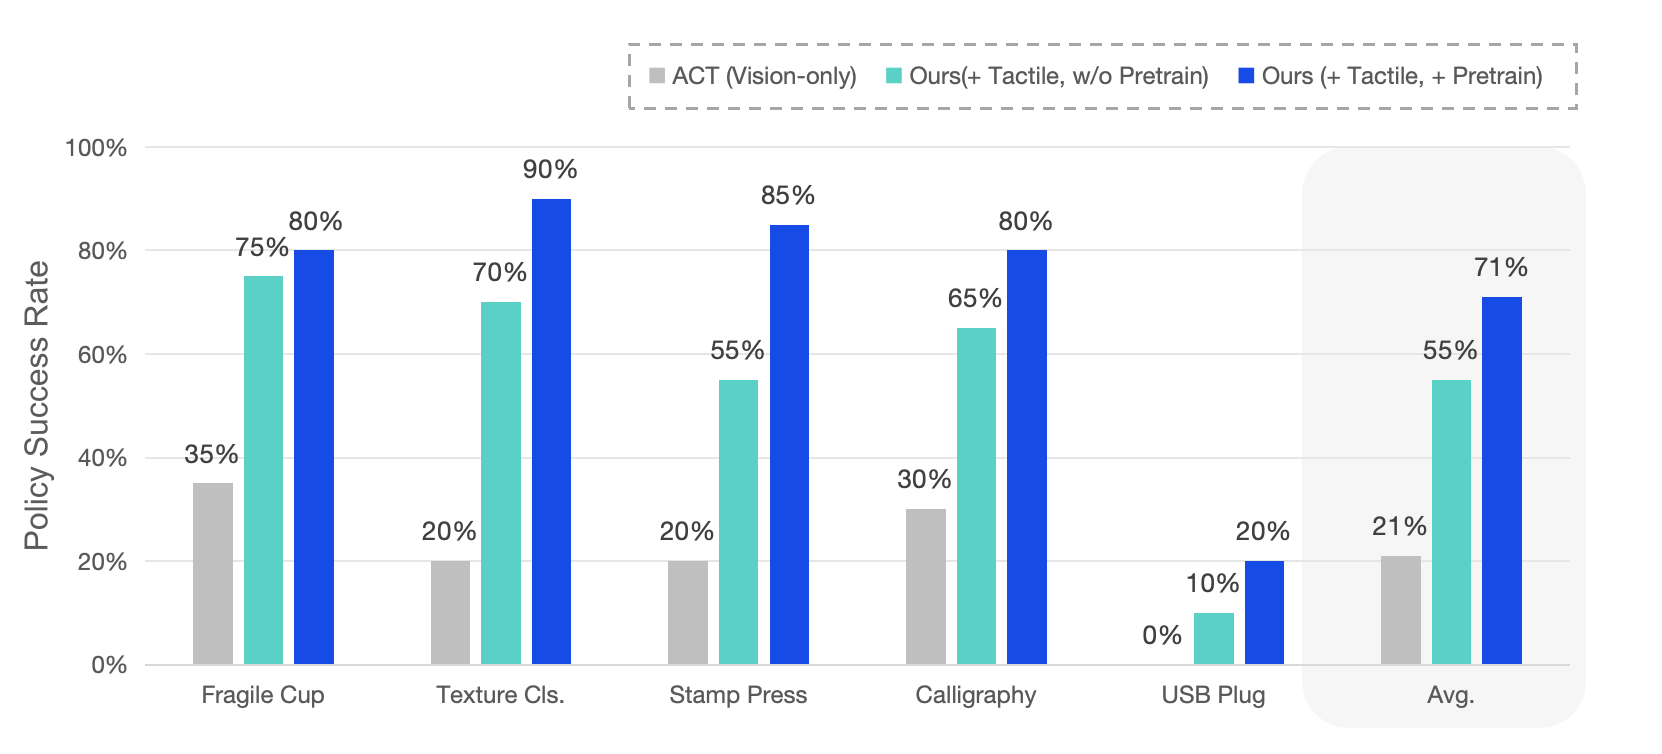 ACT (Vision-only) Ours(+ Tactile, w/o Pretrain) Ours (+ Tactile, + Pretrain)
Policy Success Rate
100%
80%
60%
40%
20%
0%
35% 75% 80%
20% 70% 90%
20% 55% 85%
30% 65% 80%
0% 10% 20%
21% 55% 71%
Fragile Cup Texture Cls. Stamp Press Calligraphy USB Plug Avg.